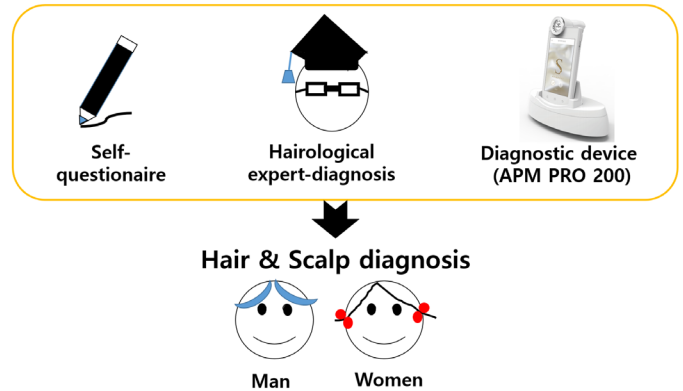 Self-
questionaire
Hairological
expert-diagnosis
S
Diagnostic device
(APM PRO 200)
Hair & Scalp diagnosis
Man
Women